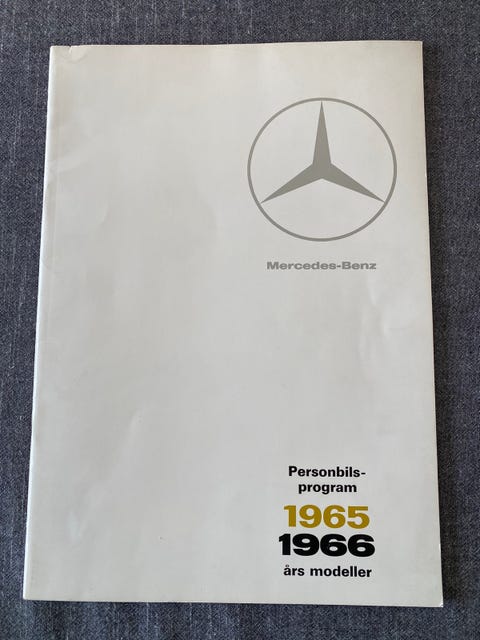 Mercedes-Benz
Personbils-
program
1965
1966
års modeller